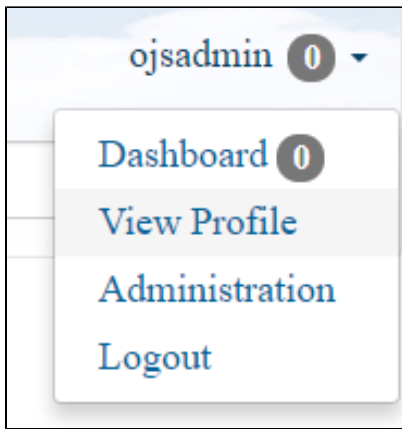 ojsadmin 0
Dashboard 0
View Profile
Administration
Logout